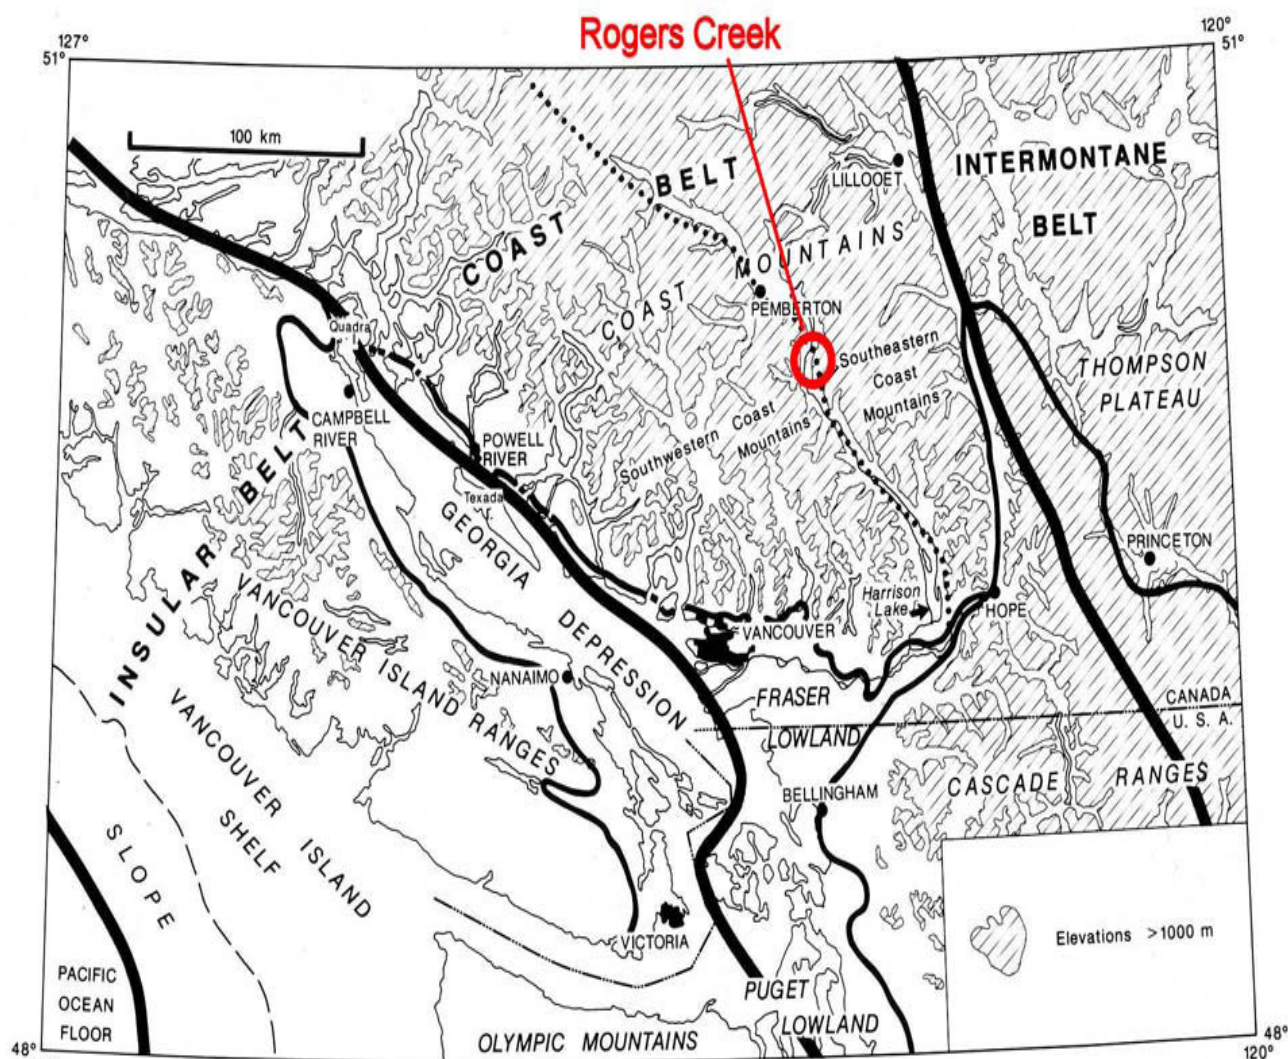 Rogers Creek
127°
51°
120°
51°
100 km
COAST BELT
INTERMONTANE
BELT
LILLOOET
COAST MOUNTAINS
PEMBERTON
Southeastern
Coast
Mountains
Southwestern Coast
Mountains
THOMPSON
PLATEAU
Quadra
I.
CAMPBELL
RIVER
POWELL
RIVER
Texada
INSULAR BELT
GEORGIA
DEPRESSION
PRINCETON
Harrison
Lake
HOPE
VANCOUVER
VANCOUVER ISLAND RANGES
NANAIMO
FRASER
LOWLAND
CANADA
U. S. A.
CASCADE RANGES
BELLINGHAM
VANCOUVER ISLAND
SHELF
SLOPE
VICTORIA
Elevations >1000 m
PACIFIC
OCEAN
FLOOR
PUGET
LOWLAND
OLYMPIC MOUNTAINS
48°
48°
120°